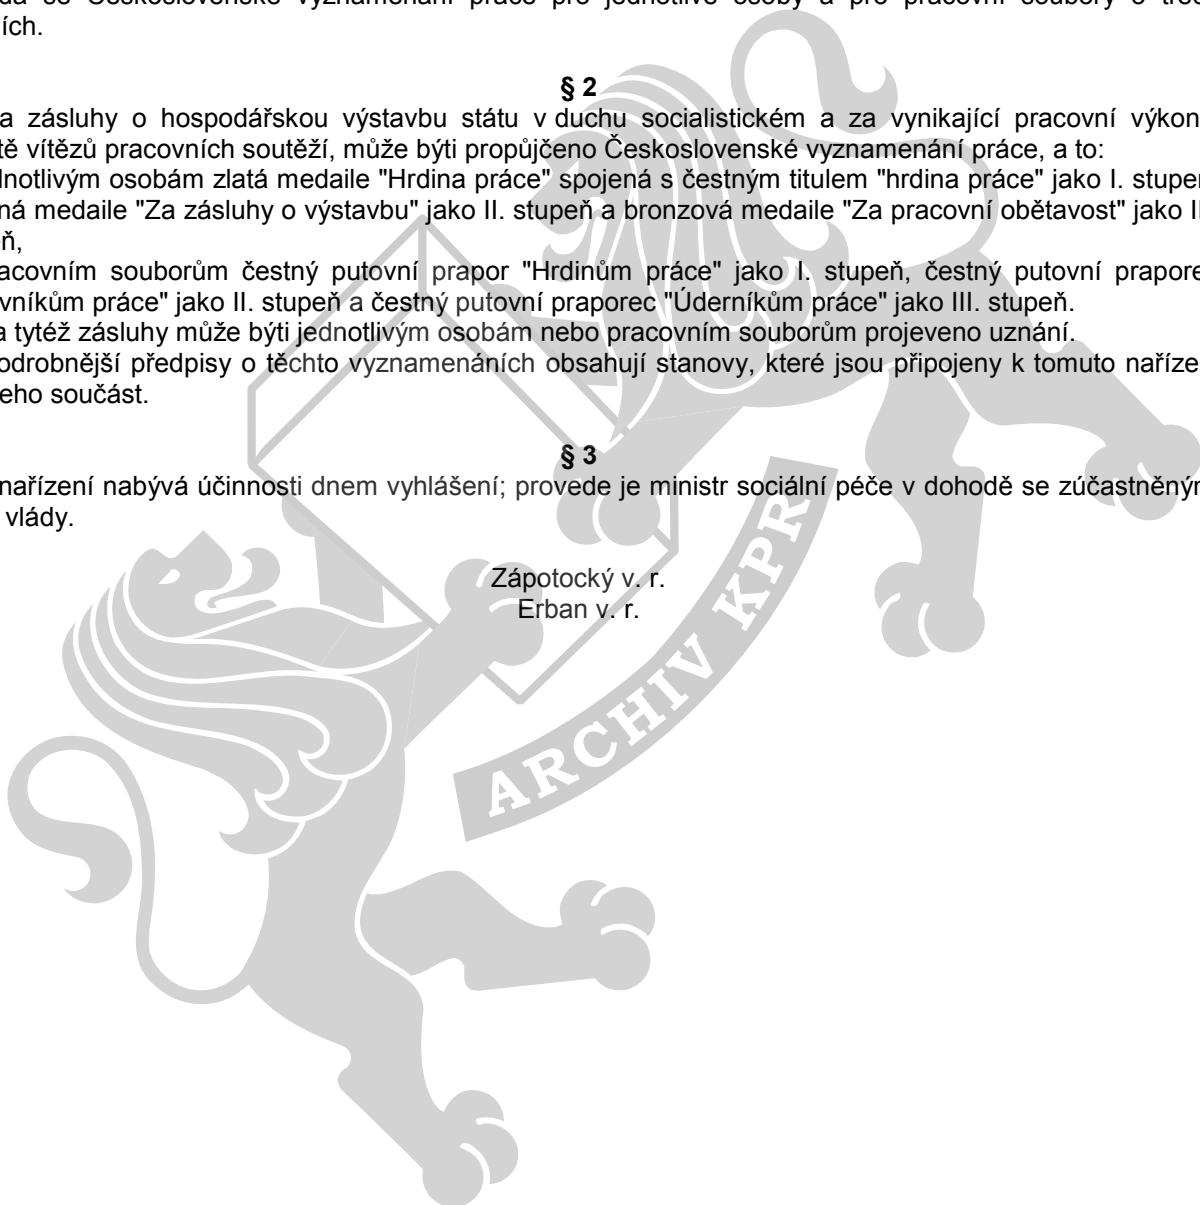 se Československé vyznamenání práce pro jednotlivé osoby a pro pracovní soubory o
ích.
§ 2
a zásluhy o hospodářskou výstavbu státu v duchu socialistickém a za vynikající pracovní výkon
tě vítězů pracovních soutěží, může býti propůjčeno Československé vyznamenání práce, a to:
dnotlivým osobám zlatá medaile "Hrdina práce" spojená s čestným titulem "hrdina práce" jako I. stupeň
ná medaile "Za zásluhy o výstavbu" jako II. stupeň a bronzová medaile "Za pracovní obětavost" jako II
ň,
acovním souborům čestný putovní prapor "Hrdinům práce" jako I. stupeň, čestný putovní prapore
vníkům práce" jako II. stupeň a čestný putovní praporec "Úderníkům práce" jako III. stupeň.
a tytéž zásluhy může býti jednotlivým osobám nebo pracovním souborům projeveno uznání.
odrobnější předpisy o těchto vyznamenáních obsahují stanovy, které jsou připojeny k tomuto naříze
eho součást.
§ 3
nařízení nabývá účinnosti dnem vyhlášení; provede je ministr sociální péče v dohodě se zúčastněným
vlády.
Zápotocký v. r.
Erban v. r.
ARCHIV KPR